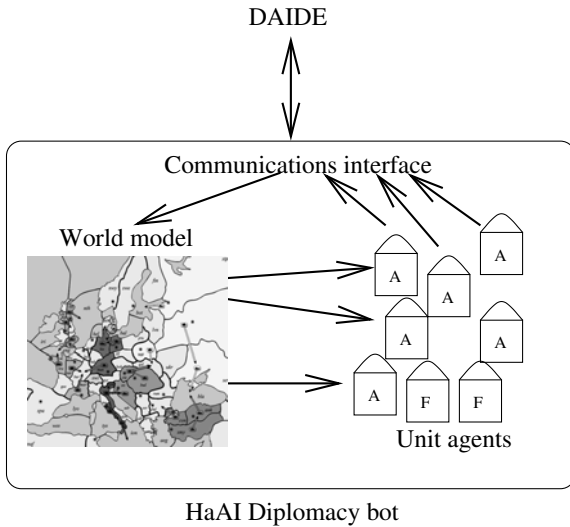 DAIDE
Communications interface
World model
A
A
A
A
A
A
F
F
Unit agents
HaAI Diplomacy bot